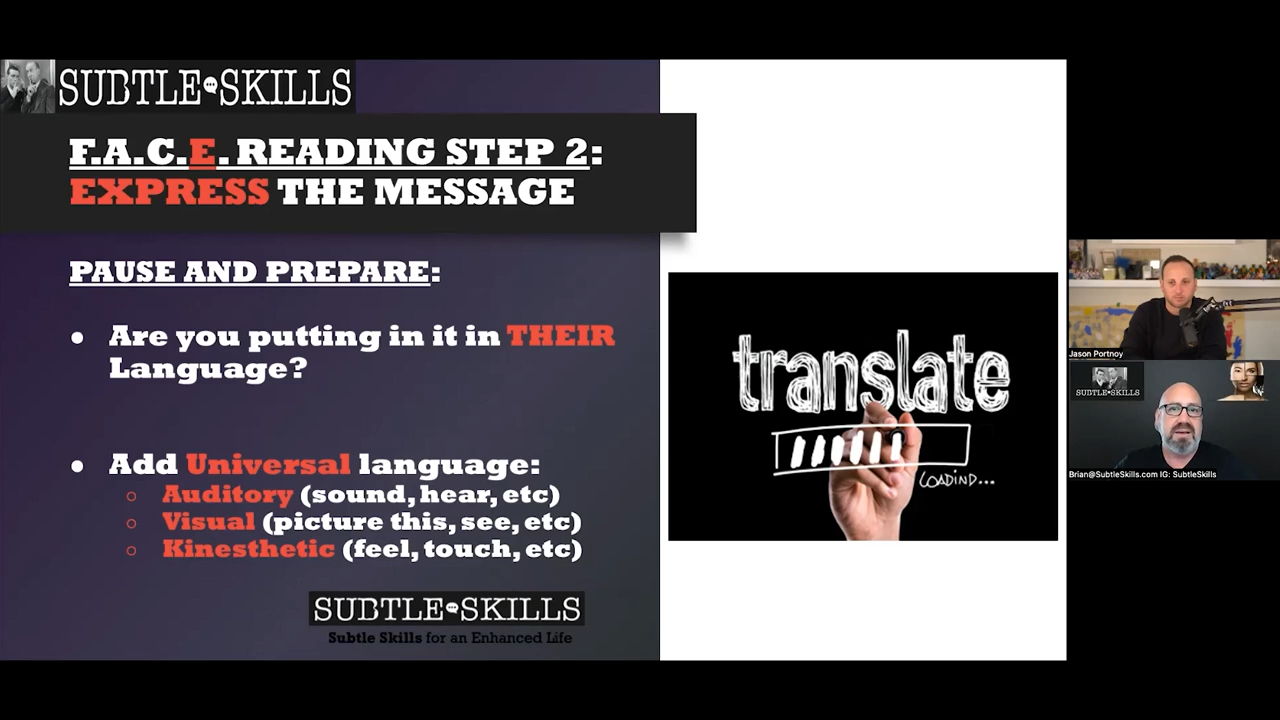 SUBTLE SKILLS
F.A.C.E. READING STEP 2:
EXPRESS THE MESSAGE
PAUSE AND PREPARE:
● Are you putting in it in THEIR
Language?
● Add Universal language:
○ Auditory (sound, hear, etc)
○ Visual (picture this, see, etc)
○ Kinesthetic (feel, touch, etc)
SUBTLE SKILLS
Subtle Skills for an Enhanced Life
translate
LOADIND...
Jason Portnoy
SUBTLE SKILLS
Brian@SubtleSkills.com IG: SubtleSkills